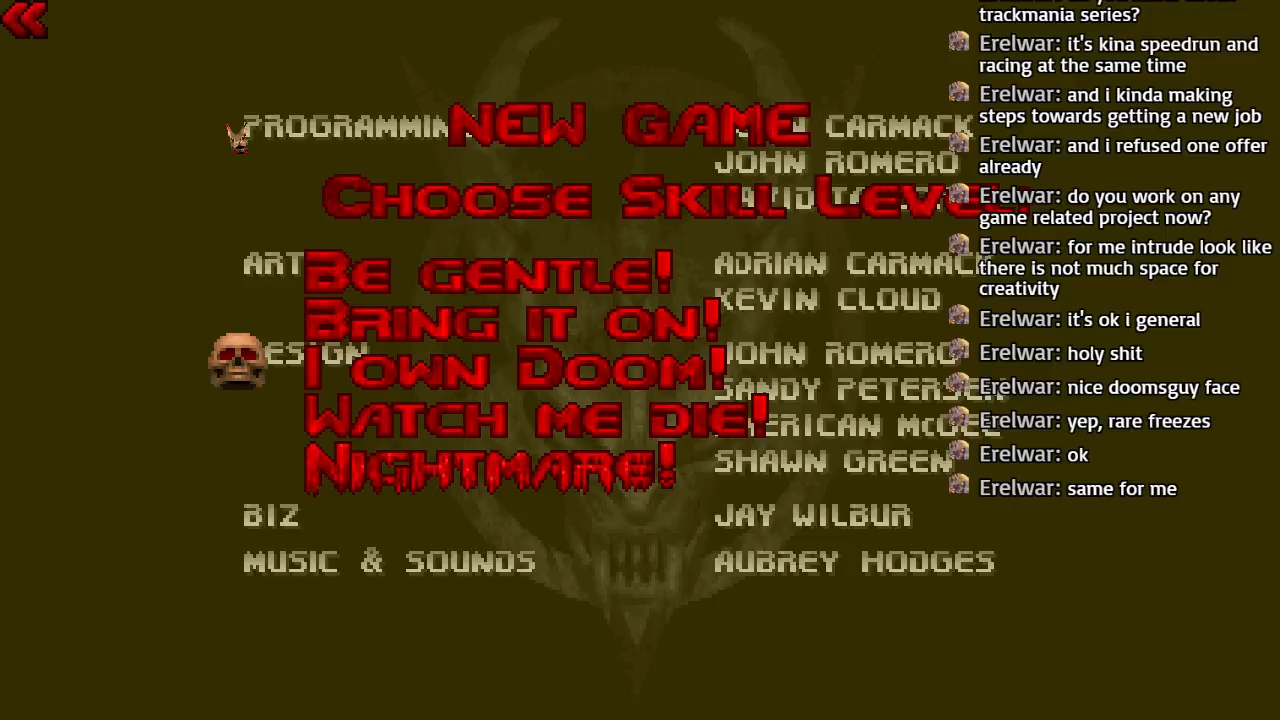 NEW GAME
Choose Skill Level:
Be gentle!
Bring it on!
I own Doom!
Watch me die!
Nightmare!
CARMACK
JOHN ROMERO
ART
ADRIAN CARMACK
KEVIN CLOUD
JOHN ROMERO
SANDY PETERSEN
SHAWN GREEN
BIZ
JAY WILBUR
MUSIC & SOUNDS
AUBREY HODGES
trackmania series?
Erelwar: it's kina speedrun and
racing at the same time
Erelwar: and i kinda making
steps towards getting a new job
Erelwar: and i refused one offer
already
Erelwar: do you work on any
game related project now?
Erelwar: for me intrude look like
there is not much space for
creativity
Erelwar: it's ok i general
Erelwar: holy shit
Erelwar: nice doomsguy face
Erelwar: yep, rare freezes
Erelwar: ok
Erelwar: same for me